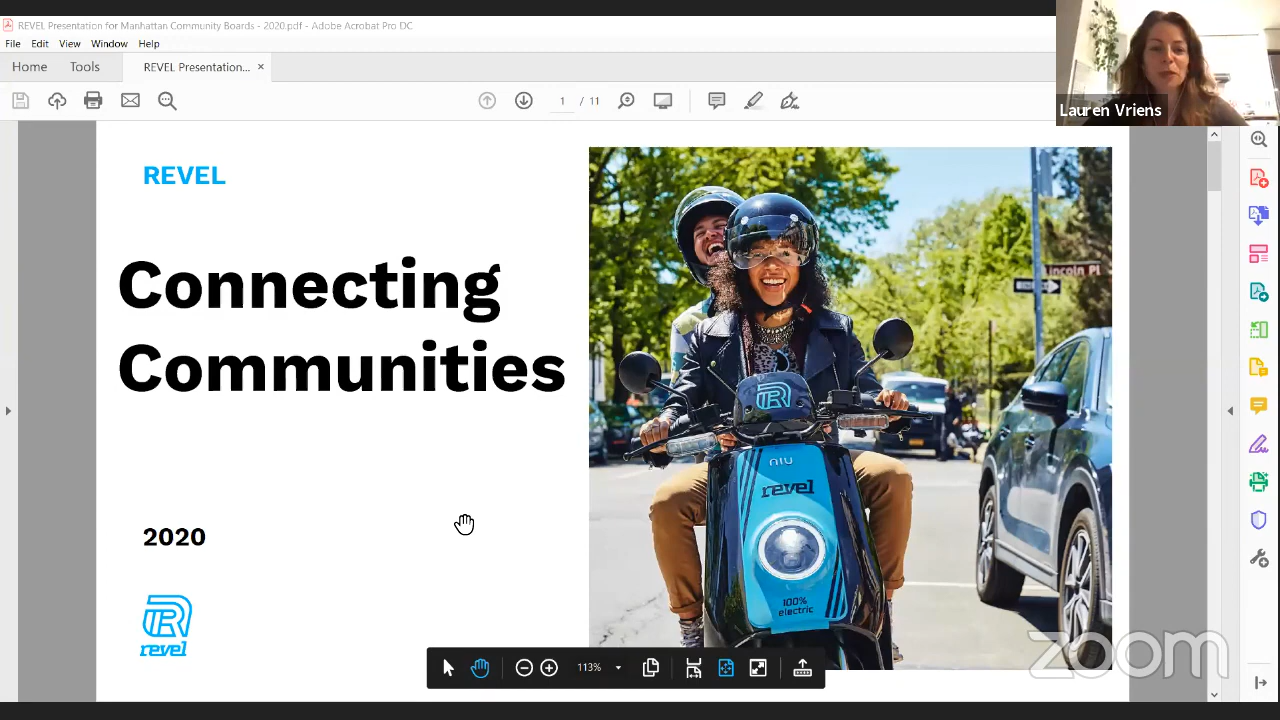 REVEL Presentation for Manhattan Community Boards - 2020.pdf - Adobe Acrobat Pro DC
File Edit View Window Help
Home Tools REVEL Presentation... ×
1 / 11
Lauren Vriens
REVEL
Connecting
Communities
2020
revel
Lincoln Pl
ONE WAY
NIU
revel
100%
electric
113%
zoom